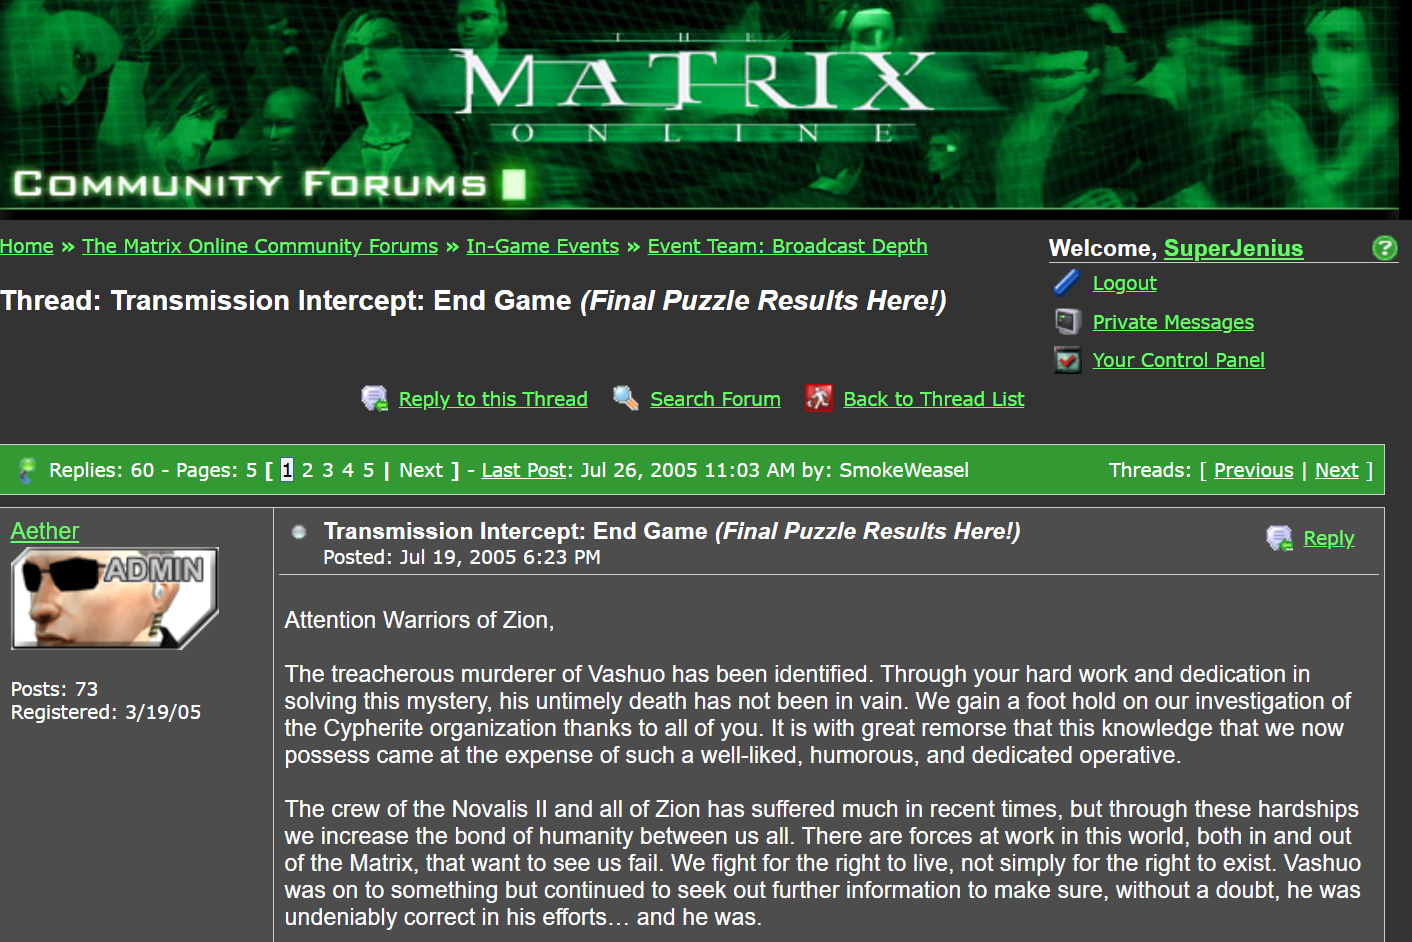 THE
MATRIX
ONLINE
COMMUNITY FORUMS
Home » The Matrix Online Community Forums » In-Game Events » Event Team: Broadcast Depth
Welcome, SuperJenius
?
Logout
Thread: Transmission Intercept: End Game (Final Puzzle Results Here!)
Private Messages
Your Control Panel
Reply to this Thread Search Forum Back to Thread List
Replies: 60 - Pages: 5 [ 1 2 3 4 5 | Next ] - Last Post: Jul 26, 2005 11:03 AM by: SmokeWeasel Threads: [ Previous | Next ]
Aether
ADMIN
Posts: 73
Registered: 3/19/05
Transmission Intercept: End Game (Final Puzzle Results Here!)
Posted: Jul 19, 2005 6:23 PM
Reply
Attention Warriors of Zion,
The treacherous murderer of Vashuo has been identified. Through your hard work and dedication in
solving this mystery, his untimely death has not been in vain. We gain a foot hold on our investigation of
the Cypherite organization thanks to all of you. It is with great remorse that this knowledge that we now
possess came at the expense of such a well-liked, humorous, and dedicated operative.
The crew of the Novalis II and all of Zion has suffered much in recent times, but through these hardships
we increase the bond of humanity between us all. There are forces at work in this world, both in and out
of the Matrix, that want to see us fail. We fight for the right to live, not simply for the right to exist. Vashuo
was on to something but continued to seek out further information to make sure, without a doubt, he was
undeniably correct in his efforts… and he was.